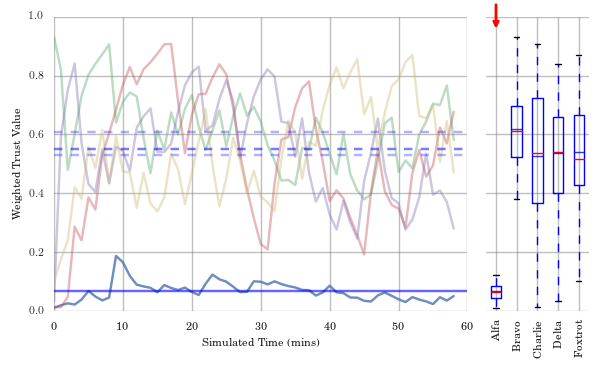 Weighted Trust Value
1.0
0.8
0.6
0.4
0.2
0.0
0 10 20 30 40 50 60
Simulated Time (mins)
Alfa
Bravo
Charlie
Delta
Foxtrot